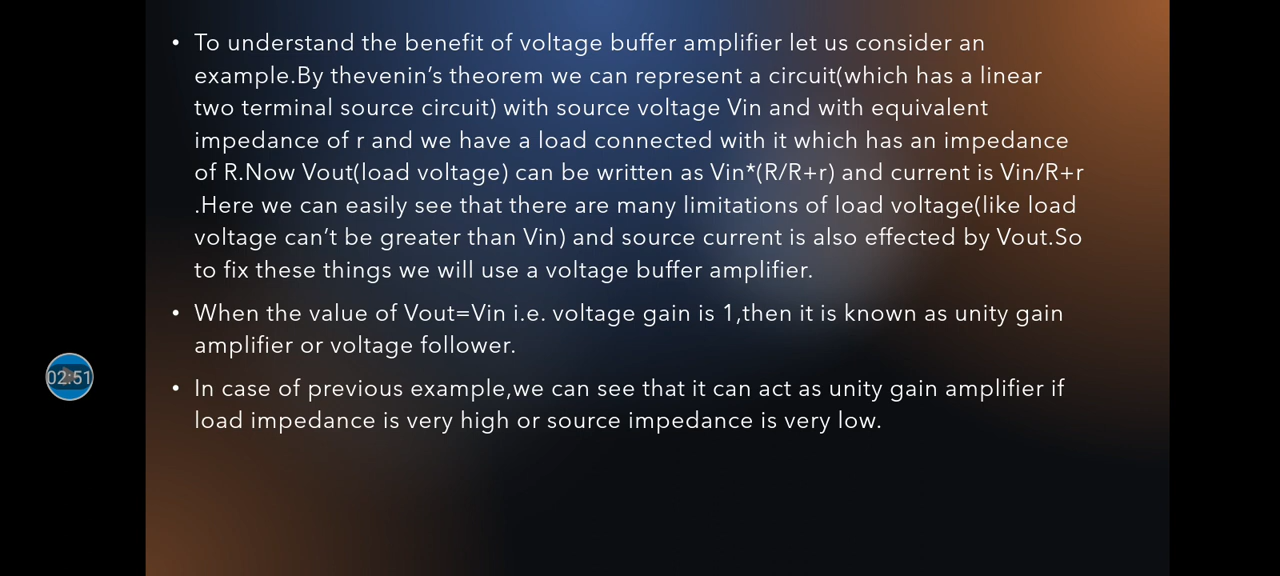 • To understand the benefit of voltage buffer amplifier let us consider an
example.By thevenin’s theorem we can represent a circuit(which has a linear
two terminal source circuit) with source voltage Vin and with equivalent
impedance of r and we have a load connected with it which has an impedance
of R.Now Vout(load voltage) can be written as Vin*(R/R+r) and current is Vin/R+r
.Here we can easily see that there are many limitations of load voltage(like load
voltage can’t be greater than Vin) and source current is also effected by Vout.So
to fix these things we will use a voltage buffer amplifier.
• When the value of Vout=Vin i.e. voltage gain is 1,then it is known as unity gain
amplifier or voltage follower.
02:51
• In case of previous example,we can see that it can act as unity gain amplifier if
load impedance is very high or source impedance is very low.